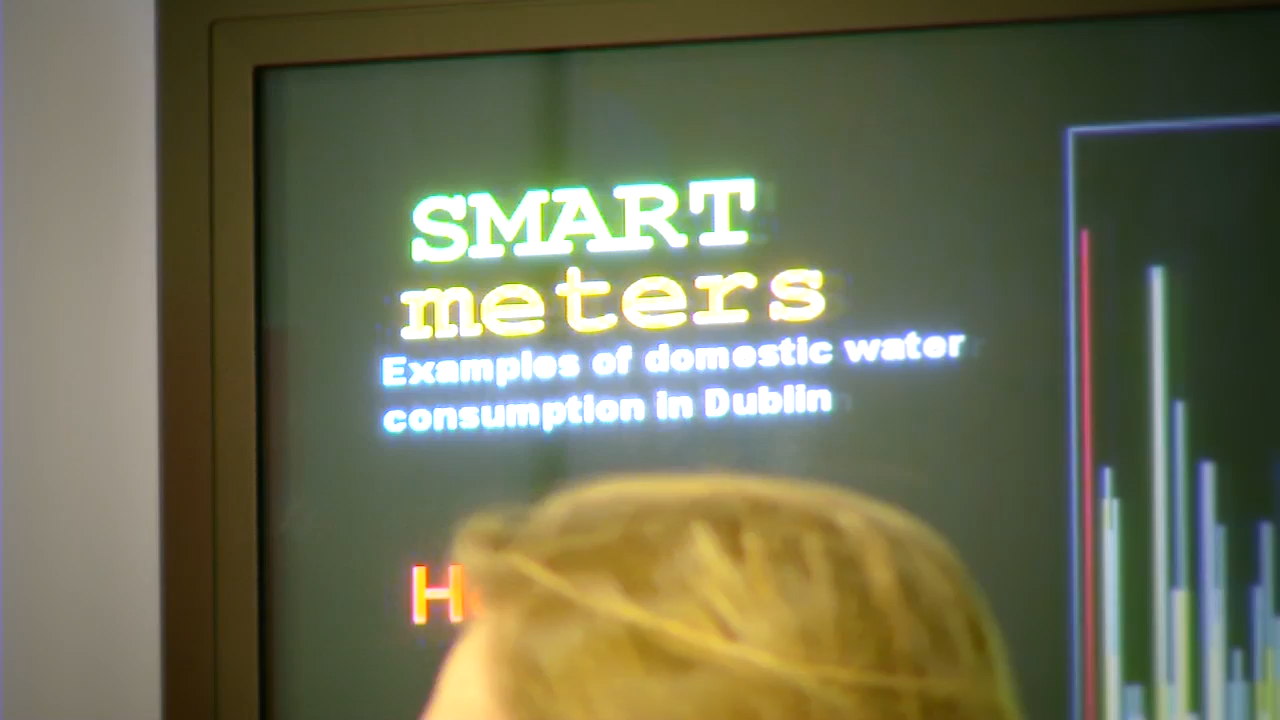 SMART
meters
Examples of domestic water
consumption in Dublin